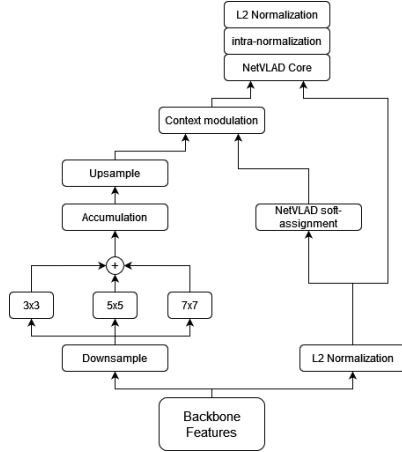 L2 Normalization
intra-normalization
NetVLAD Core
Context modulation
Upsample
Accumulation
NetVLAD soft-
assignment
+
3x3
5x5
7x7
Downsample
L2 Normalization
Backbone
Features